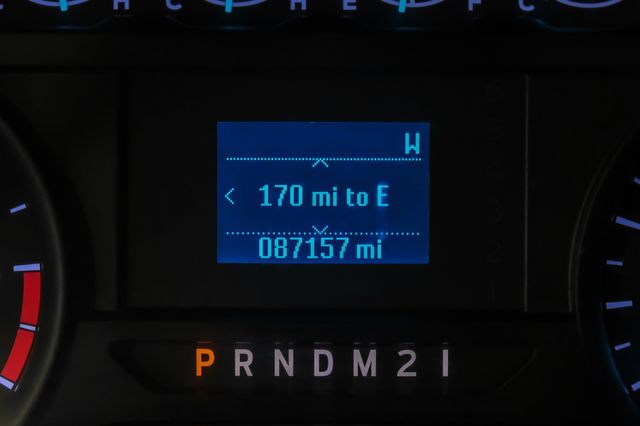 H C H E F C
W
< 170 mi to E
087157 mi
P R N D M 2 1